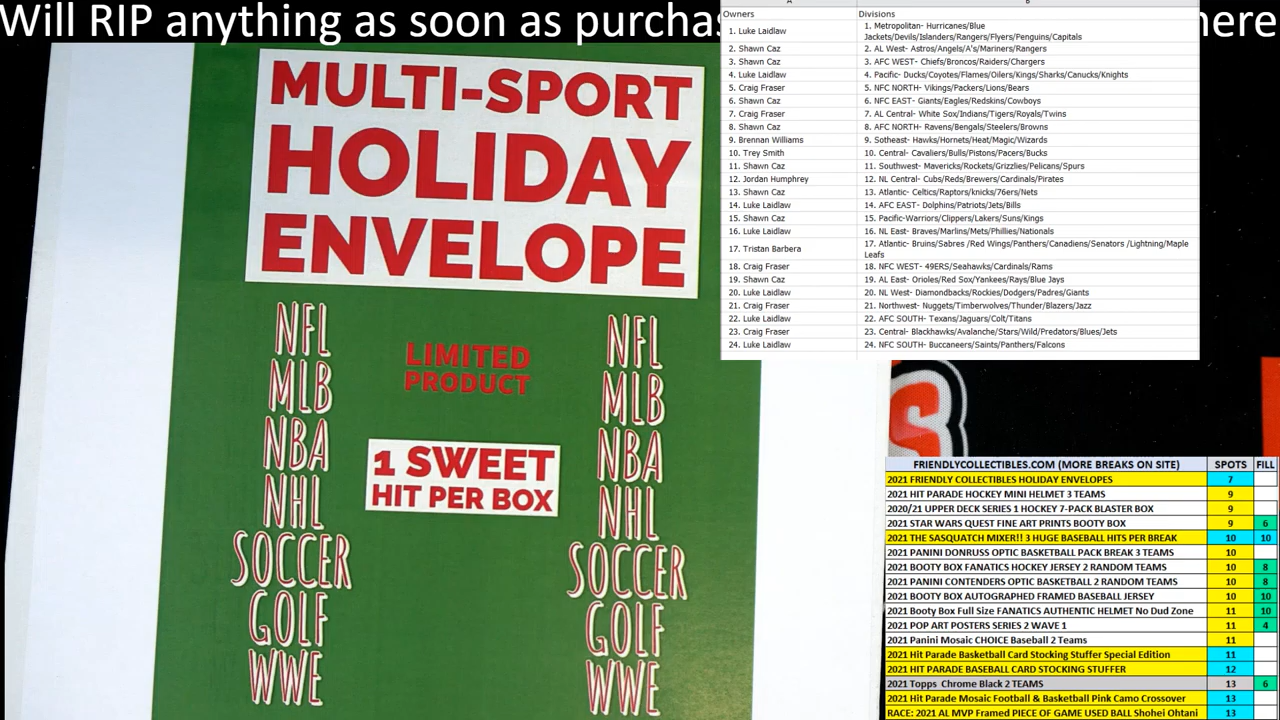 Will RIP anything as soon as purchas
here
A
B
Owners Divisions
1. Luke Laidlaw 1. Metropolitan- Hurricanes/Blue
Jackets/Devils/Islanders/Rangers/Flyers/Penguins/Capitals
2. Shawn Caz 2. AL West- Astros/Angels/A's/Mariners/Rangers
3. Shawn Caz 3. AFC WEST- Chiefs/Broncos/Raiders/Chargers
4. Luke Laidlaw 4. Pacific- Ducks/Coyotes/Flames/Oilers/Kings/Sharks/Canucks/Knights
5. Craig Fraser 5. NFC NORTH- Vikings/Packers/Lions/Bears
6. Shawn Caz 6. NFC EAST- Giants/Eagles/Redskins/Cowboys
7. Craig Fraser 7. AL Central- White Sox/Indians/Tigers/Royals/Twins
8. Shawn Caz 8. AFC NORTH- Ravens/Bengals/Steelers/Browns
9. Brennan Williams 9. Sotheast- Hawks/Hornets/Heat/Magic/Wizards
10. Trey Smith 10. Central- Cavaliers/Bulls/Pistons/Pacers/Bucks
11. Shawn Caz 11. Southwest- Mavericks/Rockets/Grizzlies/Pelicans/Spurs
12. Jordan Humphrey 12. NL Central- Cubs/Reds/Brewers/Cardinals/Pirates
13. Shawn Caz 13. Atlantic- Celtics/Raptors/knicks/76ers/Nets
14. Luke Laidlaw 14. AFC EAST- Dolphins/Patriots/Jets/Bills
15. Shawn Caz 15. Pacific-Warriors/Clippers/Lakers/Suns/Kings
16. Luke Laidlaw 16. NL East- Braves/Marlins/Mets/Phillies/Nationals
17. Tristan Barbera 17. Atlantic- Bruins/Sabres /Red Wings/Panthers/Canadiens/Senators /Lightning/Maple
Leafs
18. Craig Fraser 18. NFC WEST- 49ERS/Seahawks/Cardinals/Rams
19. Shawn Caz 19. AL East- Orioles/Red Sox/Yankees/Rays/Blue Jays
20. Luke Laidlaw 20. NL West- Diamondbacks/Rockies/Dodgers/Padres/Giants
21. Craig Fraser 21. Northwest- Nuggets/Timberwolves/Thunder/Blazers/Jazz
22. Luke Laidlaw 22. AFC SOUTH- Texans/Jaguars/Colt/Titans
23. Craig Fraser 23. Central- Blackhawks/Avalanche/Stars/Wild/Predators/Blues/Jets
24. Luke Laidlaw 24. NFC SOUTH- Buccaneers/Saints/Panthers/Falcons
MULTI-SPORT
HOLIDAY
ENVELOPE
NFL
MLB
NBA
NHL
SOCCER
GOLF
WWE
LIMITED
PRODUCT
1 SWEET
HIT PER BOX
NFL
MLB
NBA
NHL
SOCCER
GOLF
WWE
S
FRIENDLYCOLLECTIBLES.COM (MORE BREAKS ON SITE) SPOTS FILL
2021 FRIENDLY COLLECTIBLES HOLIDAY ENVELOPES 7
2021 HIT PARADE HOCKEY MINI HELMET 3 TEAMS 9
2020/21 UPPER DECK SERIES 1 HOCKEY 7-PACK BLASTER BOX 9
2021 STAR WARS QUEST FINE ART PRINTS BOOTY BOX 9 6
2021 THE SASQUATCH MIXER!! 3 HUGE BASEBALL HITS PER BREAK 10 10
2021 PANINI DONRUSS OPTIC BASKETBALL PACK BREAK 3 TEAMS 10
2021 BOOTY BOX FANATICS HOCKEY JERSEY 2 RANDOM TEAMS 10 8
2021 PANINI CONTENDERS OPTIC BASKETBALL 2 RANDOM TEAMS 10 8
2021 BOOTY BOX AUTOGRAPHED FRAMED BASEBALL JERSEY 10 10
2021 Booty Box Full Size FANATICS AUTHENTIC HELMET No Dud Zone 11 10
2021 POP ART POSTERS SERIES 2 WAVE 1 11 4
2021 Panini Mosaic CHOICE Baseball 2 Teams 11
2021 Hit Parade Basketball Card Stocking Stuffer Special Edition 11
2021 HIT PARADE BASEBALL CARD STOCKING STUFFER 12
2021 Topps Chrome Black 2 TEAMS 13 6
2021 Hit Parade Mosaic Football & Basketball Pink Camo Crossover 13
RACE: 2021 AL MVP Framed PIECE OF GAME USED BALL Shohei Ohtani 13